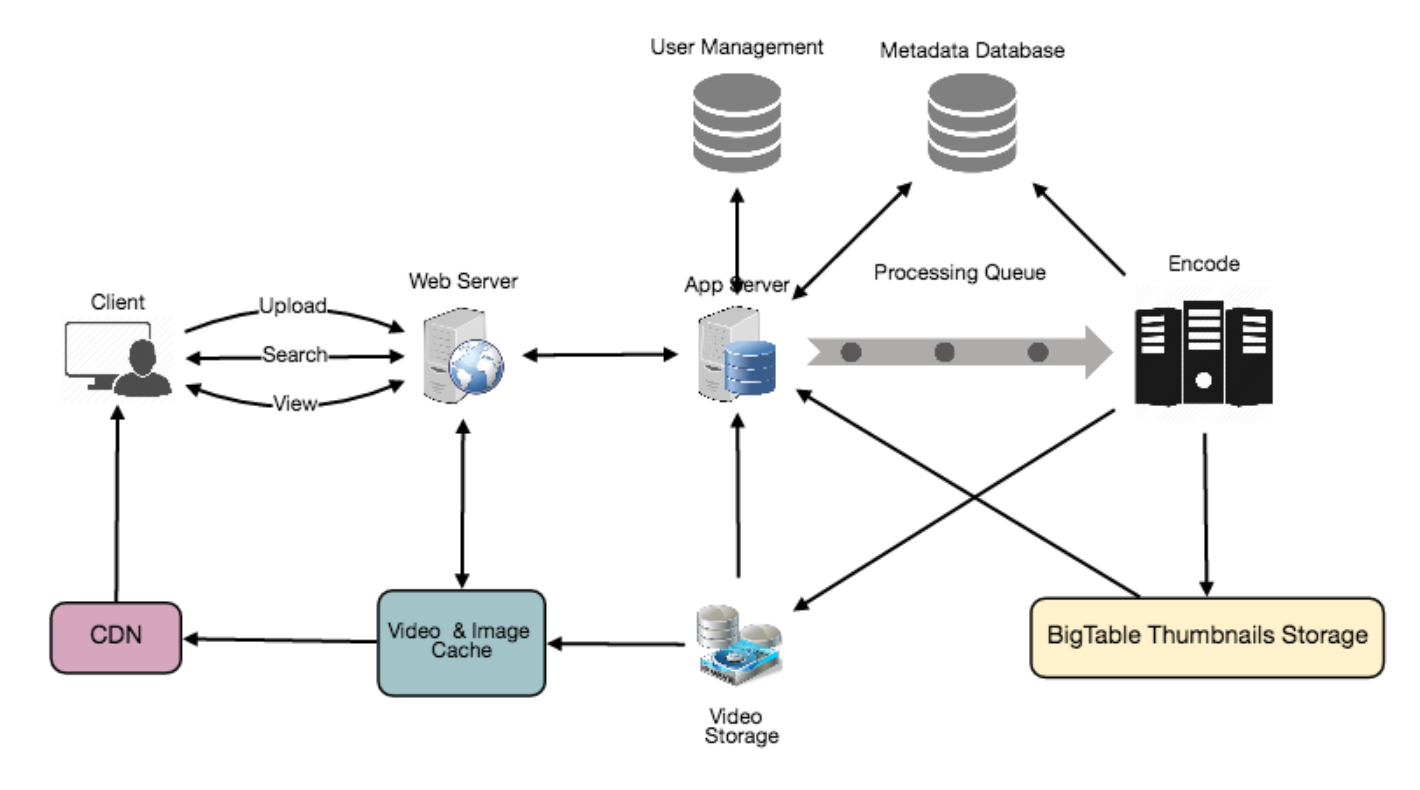 User Management
Metadata Database
Encode
Processing Queue
Web Server
App Server
Client
Upload
Search
View
CDN
Video & Image
Cache
BigTable Thumbnails Storage
Video
Storage